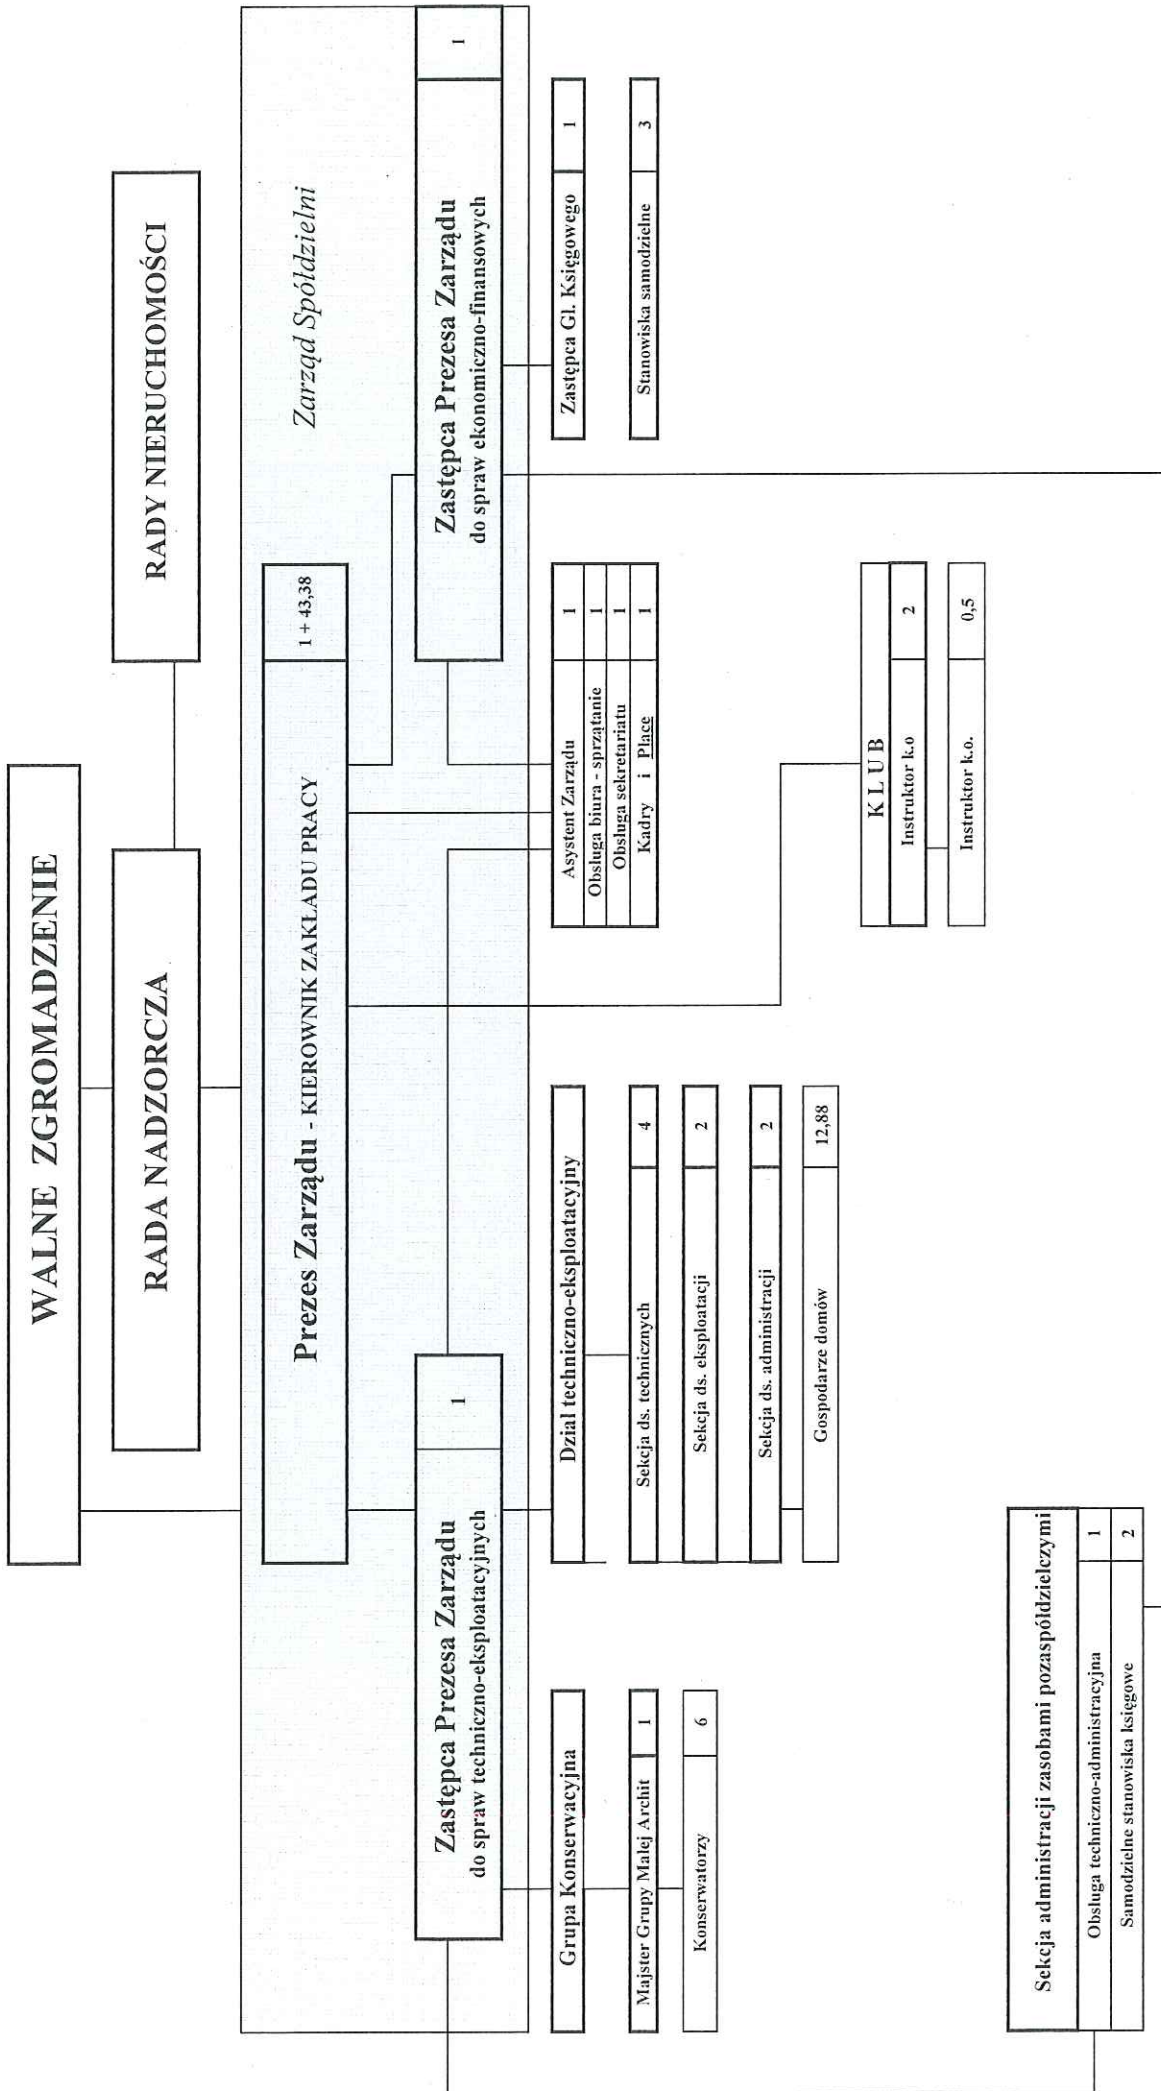 WALNE ZGROMADZENIE
RADA NADZORCZA
RADY NIERUCHOMOŚCI
Zarząd Spółdzielni
Prezes Zarządu - KIEROWNIK ZAKŁADU PRACY
1 + 43,38
Zastępca Prezesa Zarządu
do spraw techniczno-eksploatacyjnych
1
Zastępca Prezesa Zarządu
do spraw ekonomiczno-finansowych
1
Grupa Konserwacyjna
Majster Grupy Małej Archit
1
Konserwatorzy
6
Dział techniczno-eksploatacyjny
Sekcja ds. technicznych
4
Sekcja ds. eksploatacji
2
Sekcja ds. administracji
2
Gospodarze domów
12,88
Asystent Zarządu
1
Obsługa biura - sprzątanie
1
Obsługa sekretariatu
1
Kadry i Płace
1
Zastępca Gł. Księgowego
1
Stanowiska samodzielne
3
K L U B
Instruktor k.o
2
Instruktor k.o.
0,5
Sekcja administracji zasobami pozaspółdzielczymi
Obsługa techniczno-administracyjna
1
Samodzielne stanowiska księgowe
2